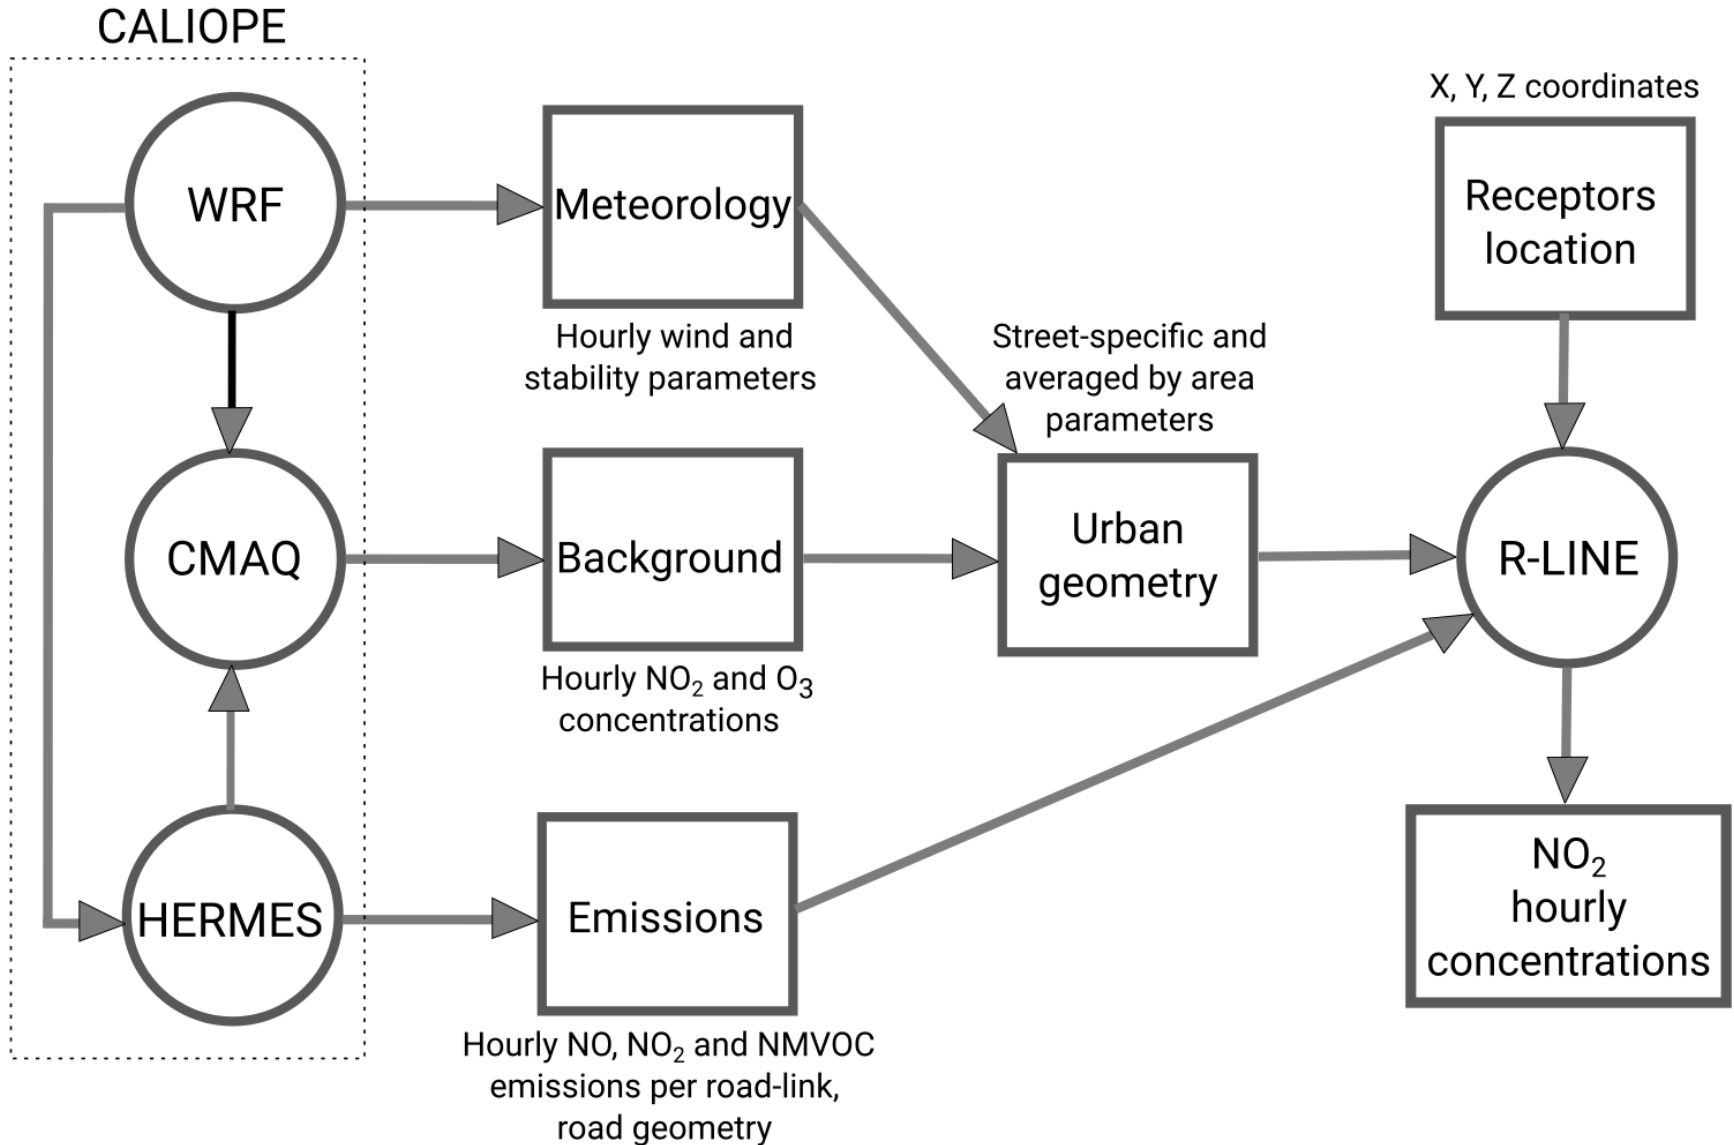 CALIOPE
WRF
CMAQ
HERMES
Meteorology
Hourly wind and
stability parameters
Background
Hourly NO₂ and O₃
concentrations
Emissions
Hourly NO, NO₂ and NMVOC
emissions per road-link,
road geometry
Street-specific and
averaged by area
parameters
Urban
geometry
X, Y, Z coordinates
Receptors
location
R-LINE
NO₂
hourly
concentrations